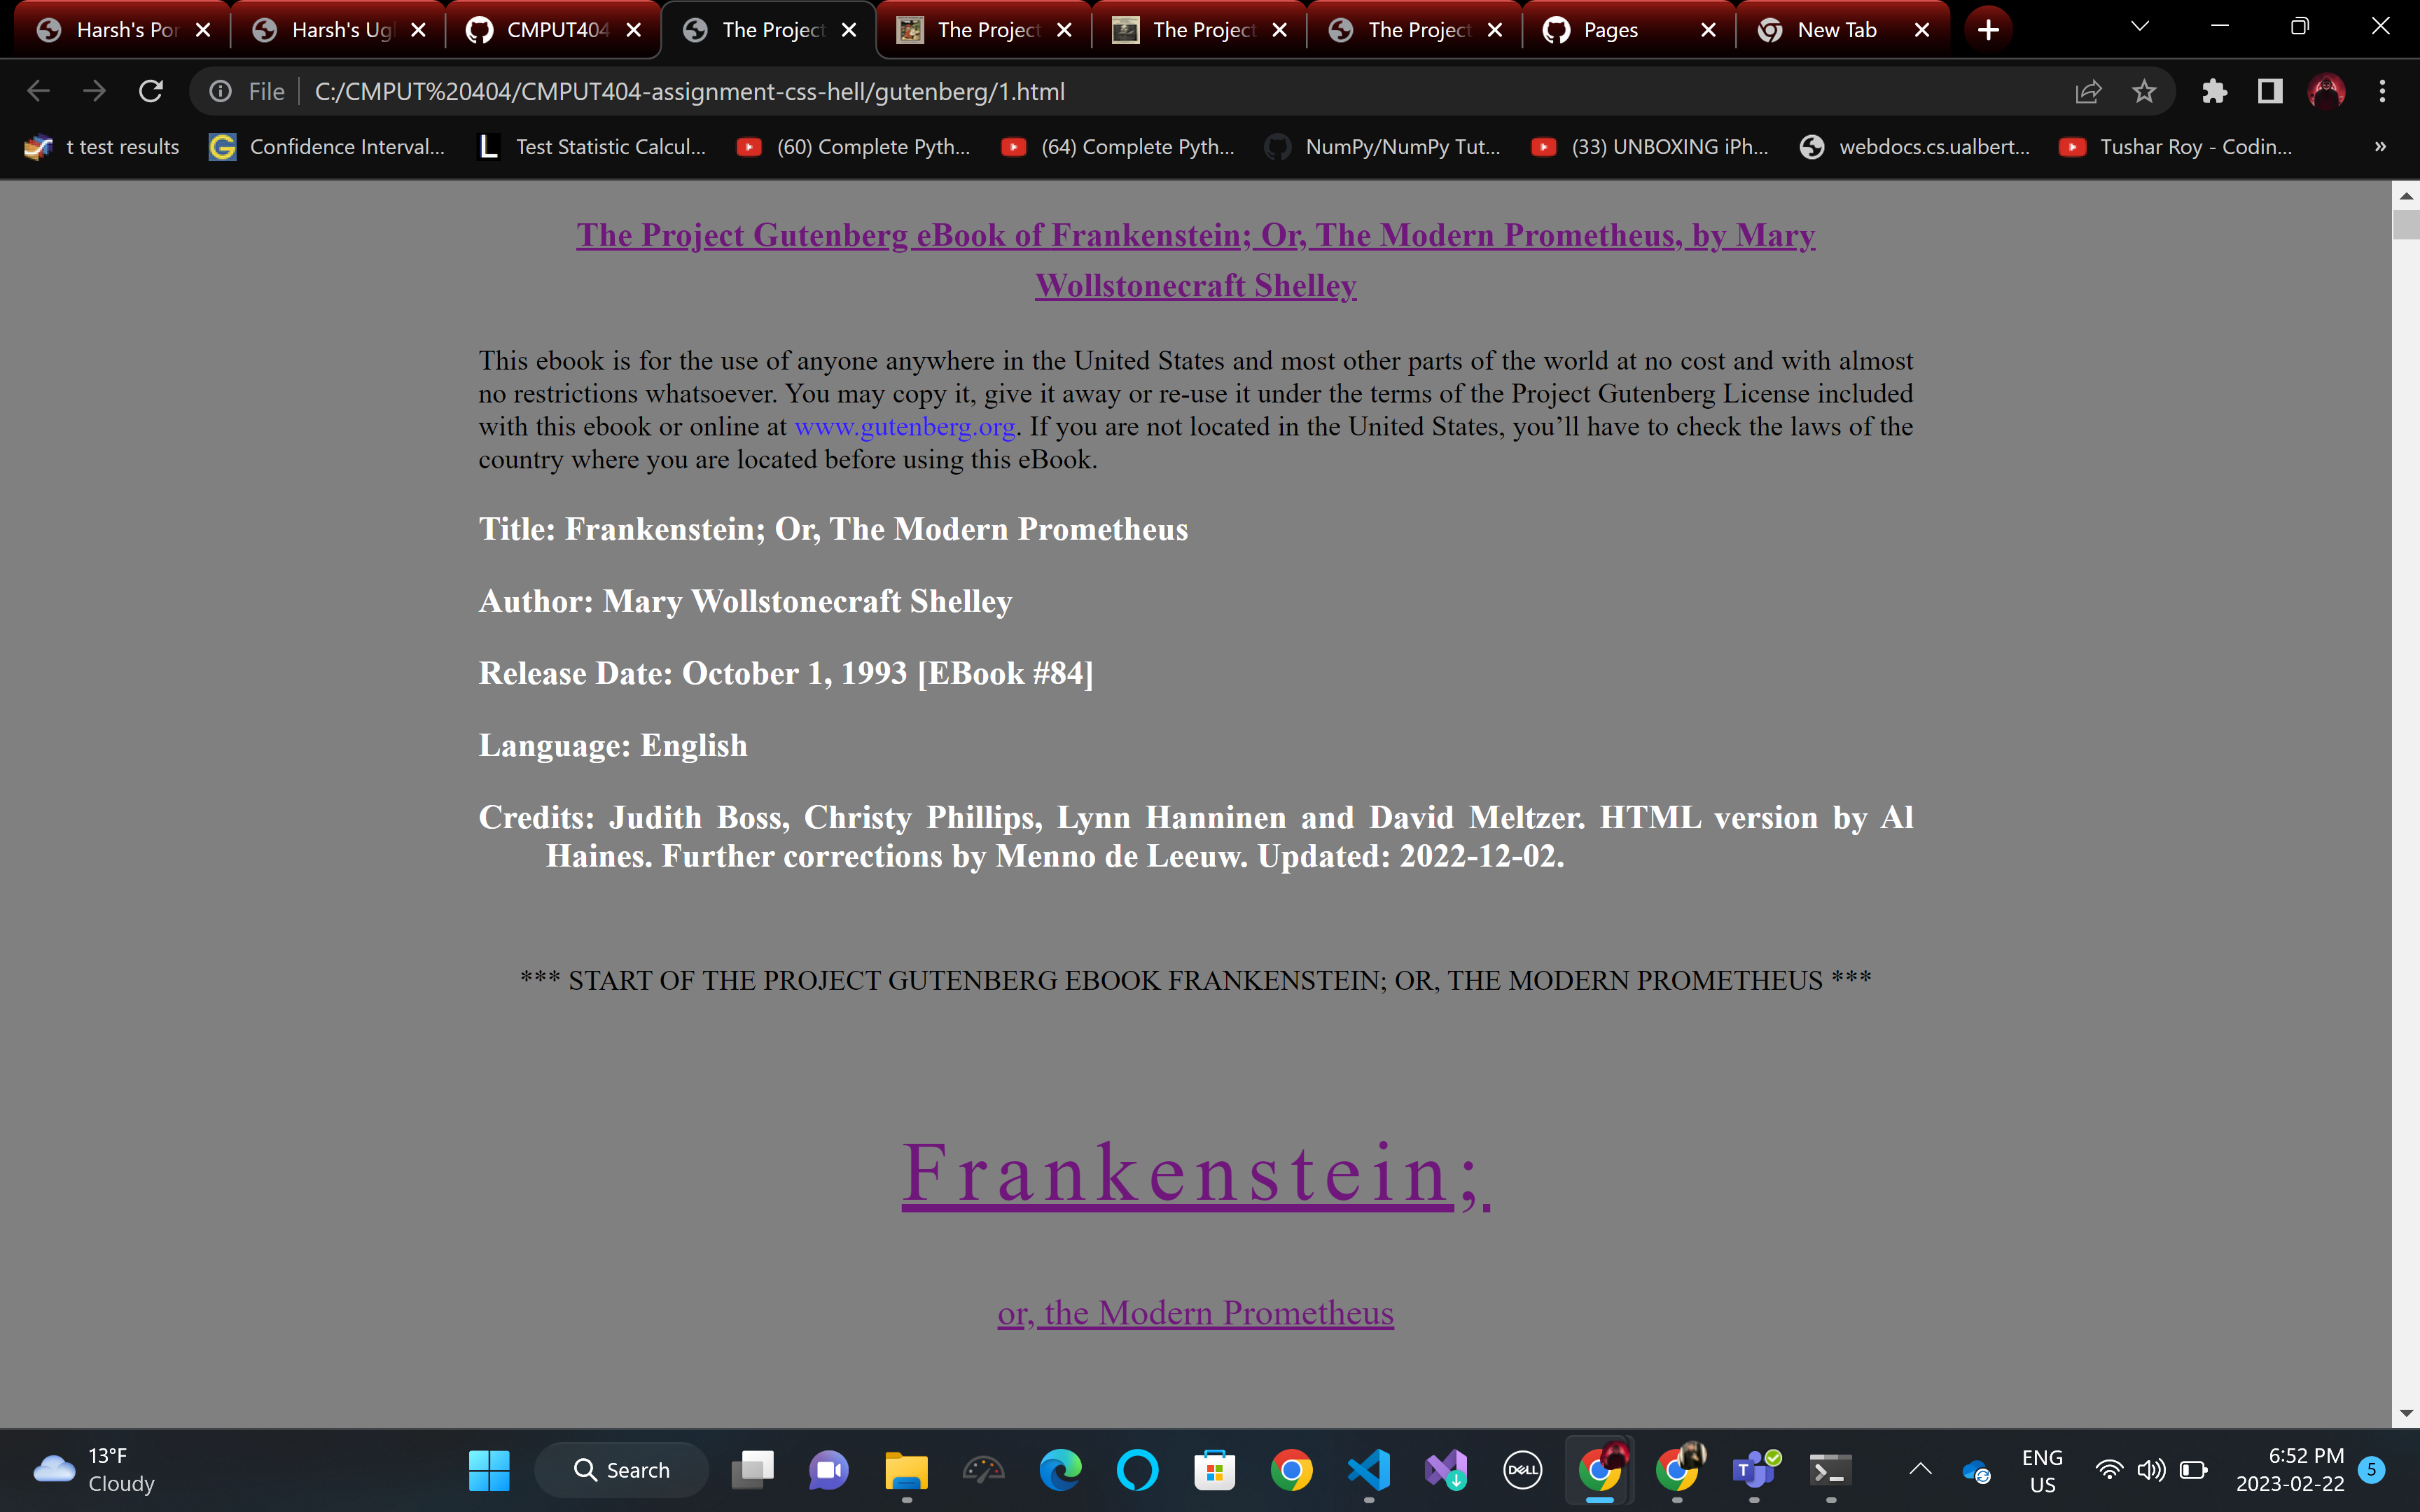 Harsh's Por
Harsh's Ugl
CMPUT404
The Project
The Project
The Project
The Project
Pages
New Tab
File
C:/CMPUT%20404/CMPUT404-assignment-css-hell/gutenberg/1.html
t test results
Confidence Interval...
L Test Statistic Calcul...
(60) Complete Pyth...
(64) Complete Pyth...
NumPy/NumPy Tut...
(33) UNBOXING iPh...
webdocs.cs.ualbert...
Tushar Roy - Codin...
»
The Project Gutenberg eBook of Frankenstein; Or, The Modern Prometheus, by Mary
Wollstonecraft Shelley
This ebook is for the use of anyone anywhere in the United States and most other parts of the world at no cost and with almost
no restrictions whatsoever. You may copy it, give it away or re-use it under the terms of the Project Gutenberg License included
with this ebook or online at www.gutenberg.org. If you are not located in the United States, you’ll have to check the laws of the
country where you are located before using this eBook.
Title: Frankenstein; Or, The Modern Prometheus
Author: Mary Wollstonecraft Shelley
Release Date: October 1, 1993 [EBook #84]
Language: English
Credits: Judith Boss, Christy Phillips, Lynn Hanninen and David Meltzer. HTML version by Al
Haines. Further corrections by Menno de Leeuw. Updated: 2022-12-02.
*** START OF THE PROJECT GUTENBERG EBOOK FRANKENSTEIN; OR, THE MODERN PROMETHEUS ***
Frankenstein;
or, the Modern Prometheus
13°F
Cloudy
Search
DELL
T
ENG
US
6:52 PM
2023-02-22
5